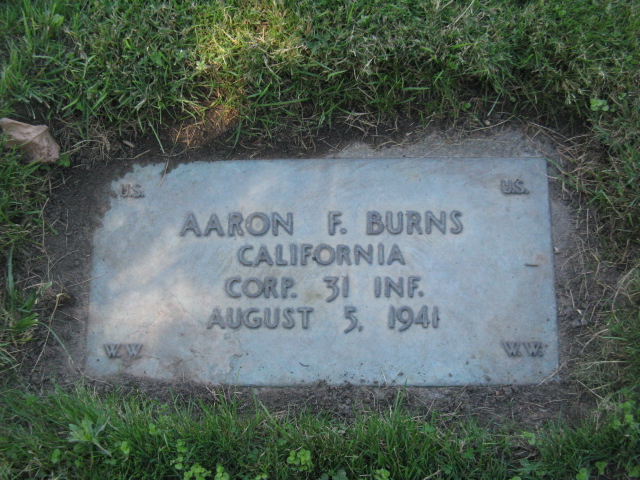 U.S. U.S.
AARON F. BURNS
CALIFORNIA
CORP. 31 INF.
AUGUST 5, 1941
W.W. W.W.